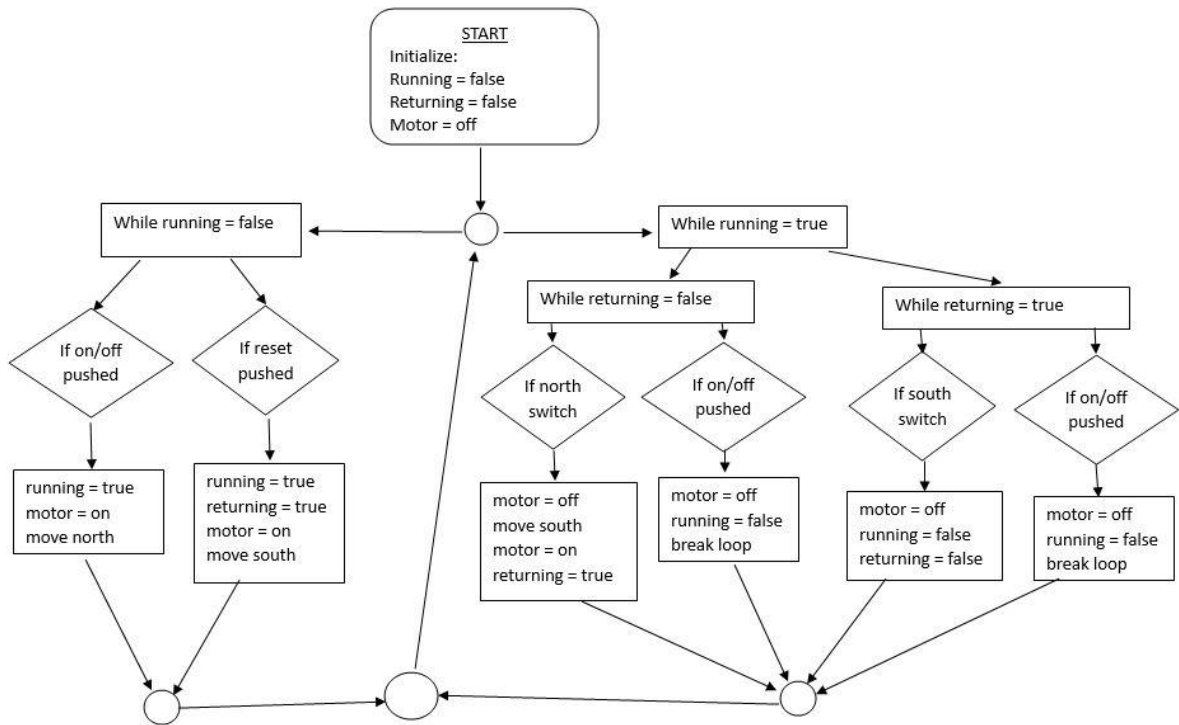 START
Initialize:
Running = false
Returning = false
Motor = off
While running = false
While running = true
While returning = false
While returning = true
If on/off
pushed
If reset
pushed
If north
switch
If on/off
pushed
If south
switch
If on/off
pushed
running = true
motor = on
move north
running = true
returning = true
motor = on
move south
motor = off
move south
motor = on
returning = true
motor = off
running = false
break loop
motor = off
running = false
returning = false
motor = off
running = false
break loop